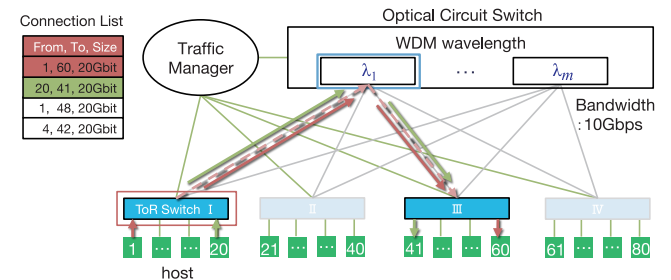 Connection List
From, To, Size
1, 60, 20Gbit
20, 41, 20Gbit
1, 48, 20Gbit
4, 42, 20Gbit
Traffic
Manager
Optical Circuit Switch
WDM wavelength
λ1 ... λm
Bandwidth
:10Gbps
ToR Switch I II III IV
1 ... ... 20 21 ... ... 40 41 ... ... 60 61 ... ... 80
host